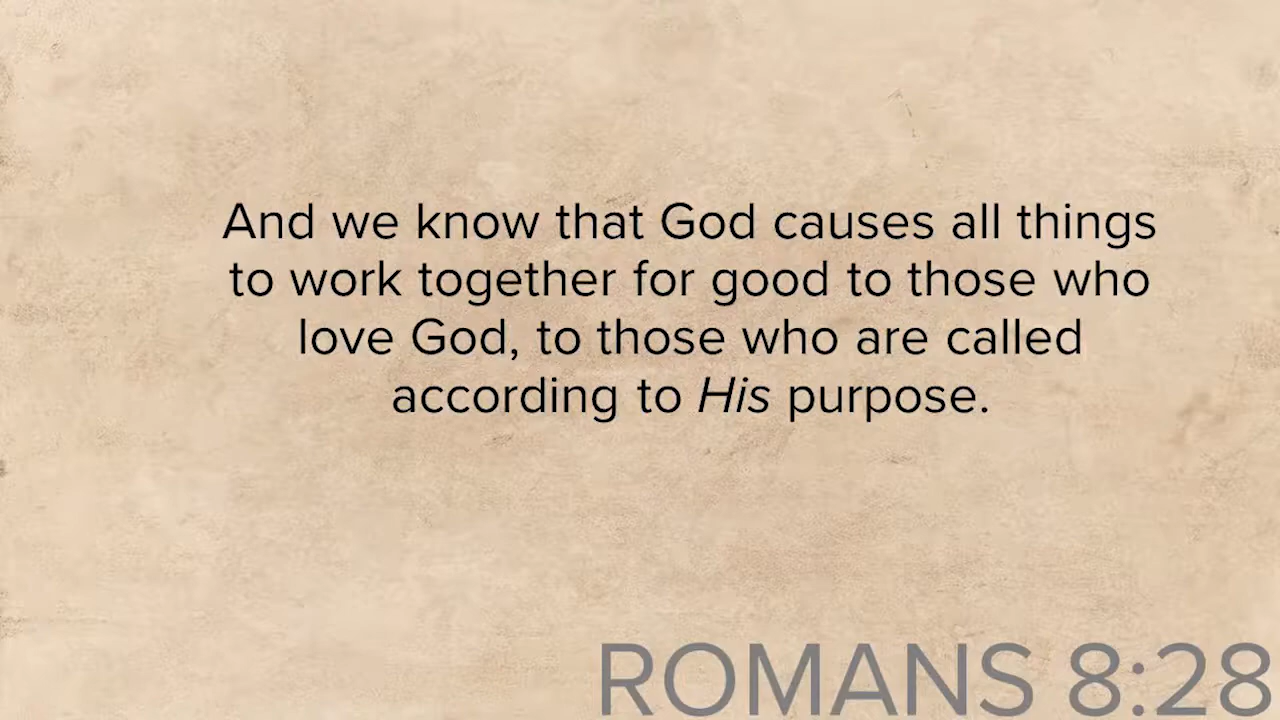 And we know that God causes all things
to work together for good to those who
love God, to those who are called
according to His purpose.
ROMANS 8:28